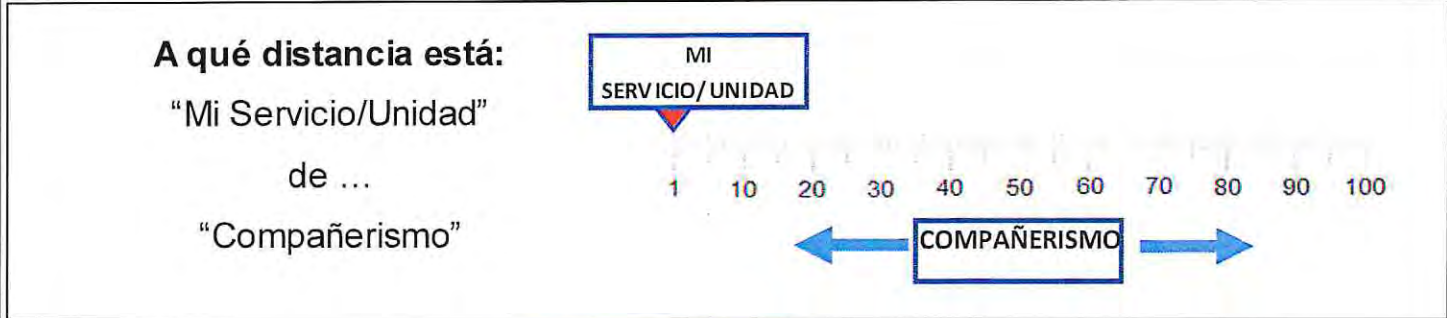 A qué distancia está:
“Mi Servicio/Unidad”
de ...
“Compañerismo”
MI
SERVICIO/UNIDAD
1 10 20 30 40 50 60 70 80 90 100
COMPAÑERISMO